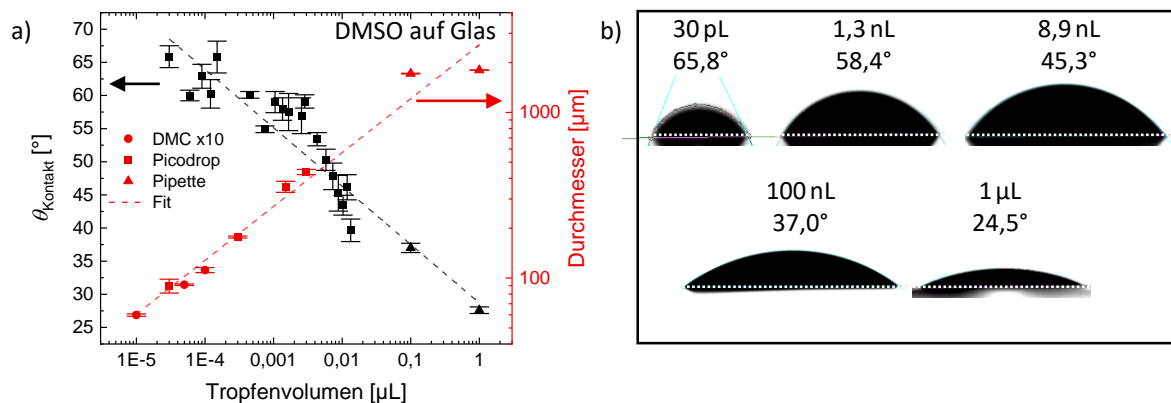 a)
DMSO auf Glas
70
65
60
55
50
45
40
35
30
25
θKontakt [°]
DMC x10
Picodrop
Pipette
Fit
1000
100
Durchmesser [µm]
1E-5 1E-4 0,001 0,01 0,1 1
Tropfenvolumen [µL]
b)
30 pL 1,3 nL 8,9 nL
65,8° 58,4° 45,3°
100 nL 1 µL
37,0° 24,5°